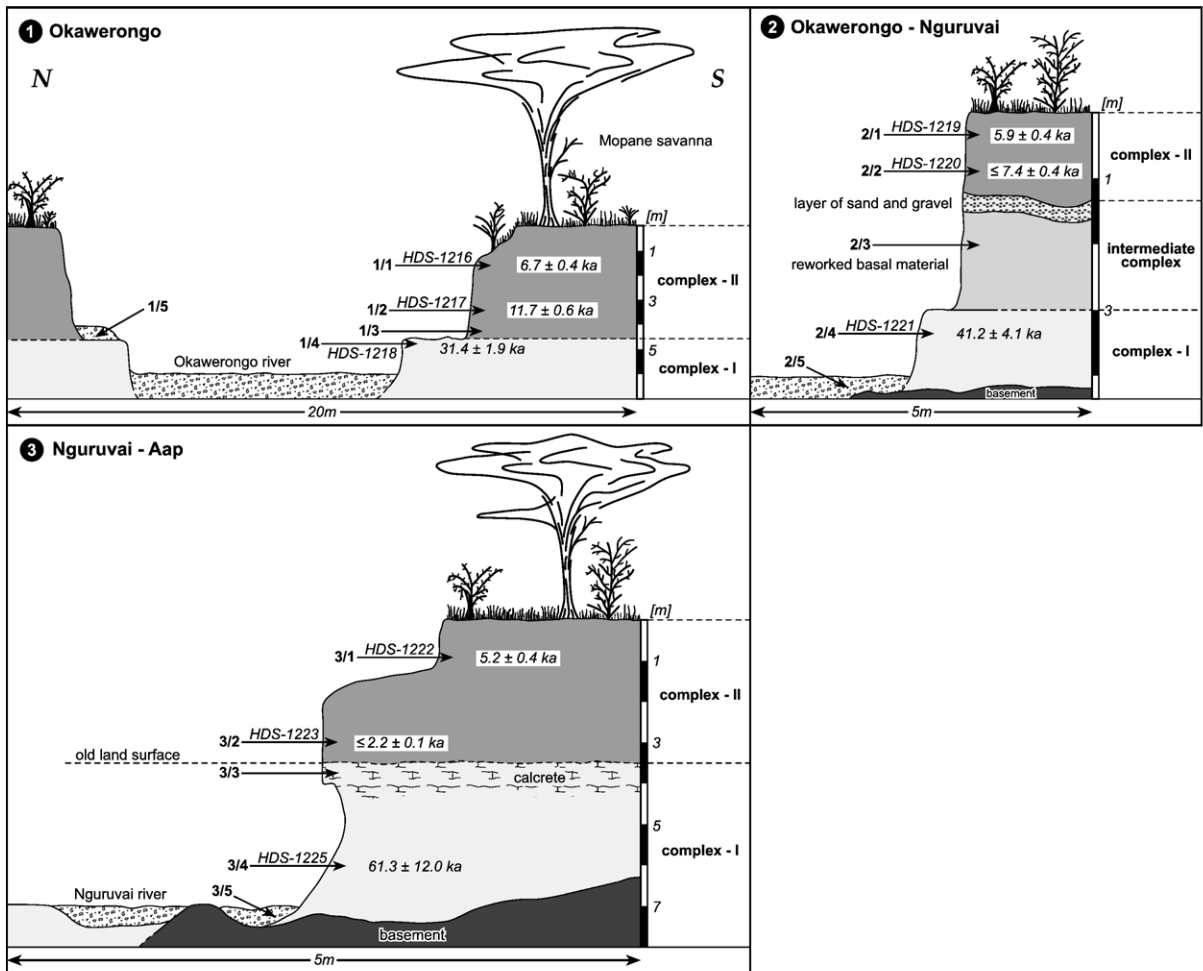 1 Okawerongo
N
S
Mopane savanna
[m]
1/1 HDS-1216 6.7 ± 0.4 ka
1
complex - II
1/2 HDS-1217 11.7 ± 0.6 ka
3
1/5
1/3
1/4 HDS-1218 31.4 ± 1.9 ka
5
Okawerongo river
complex - I
20m
2 Okawerongo - Nguruvai
[m]
2/1 HDS-1219 5.9 ± 0.4 ka
complex - II
2/2 HDS-1220 ≤ 7.4 ± 0.4 ka
1
layer of sand and gravel
2/3
reworked basal material
intermediate
complex
3
2/4 HDS-1221 41.2 ± 4.1 ka
complex - I
2/5
basement
5m
3 Nguruvai - Aap
[m]
3/1 HDS-1222 5.2 ± 0.4 ka
1
complex - II
3/2 HDS-1223 ≤ 2.2 ± 0.1 ka
3
old land surface
3/3
calcrete
5
complex - I
3/4 HDS-1225 61.3 ± 12.0 ka
3/5
Nguruvai river
7
basement
5m